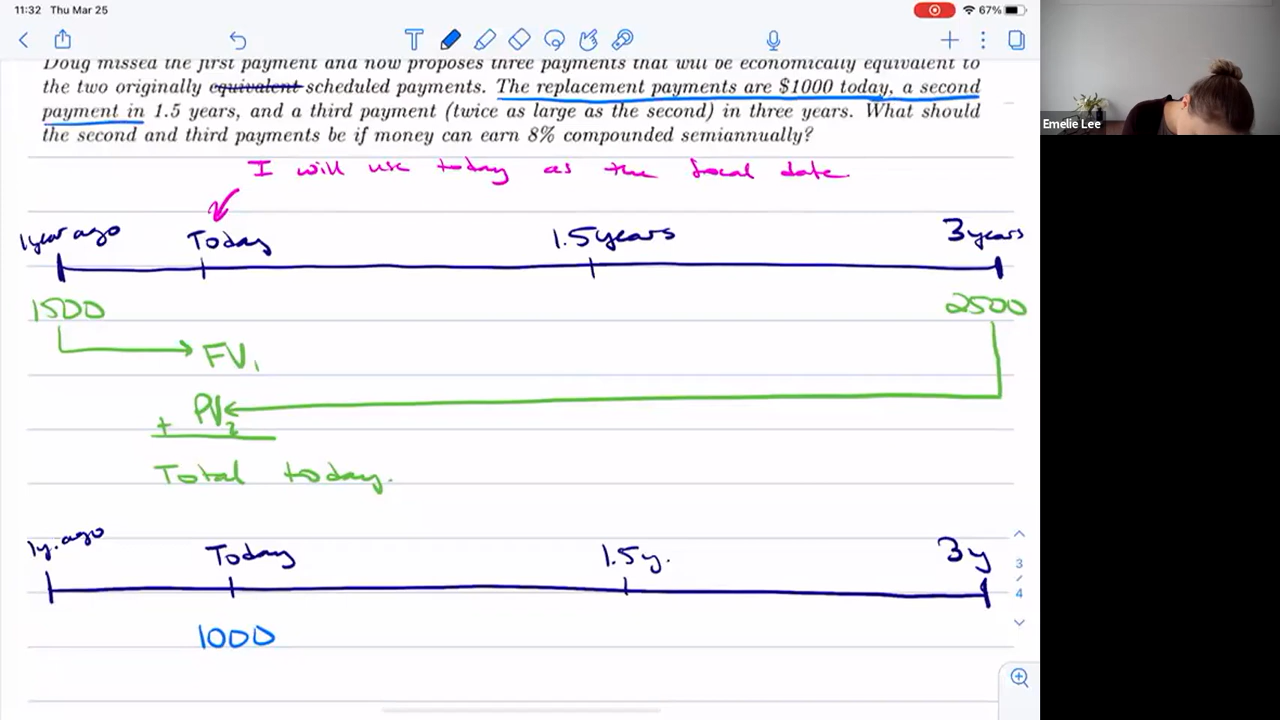 11:32 Thu Mar 25
67%
T
Doug missed the first payment and now proposes three payments that will be economically equivalent to
the two originally equivalent scheduled payments. The replacement payments are $1000 today, a second
payment in 1.5 years, and a third payment (twice as large as the second) in three years. What should
the second and third payments be if money can earn 8% compounded semiannually?
Emelie Lee
I will use today as the focal date.
1 year ago Today 1.5 years 3 years
1500 2500
FV1
+ PV2
Total today.
1y. ago Today 1.5y. 3y
3
4
1000